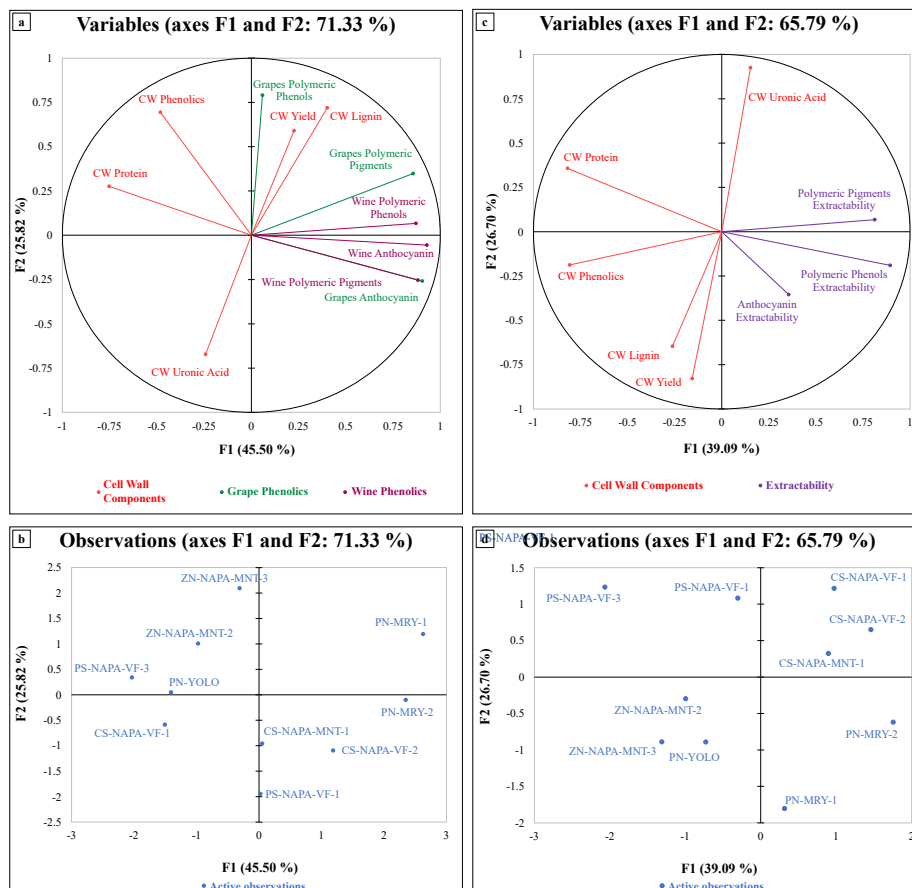 a
Variables (axes F1 and F2: 71.33 %)
1
0.75
0.5
0.25
0
-0.25
-0.5
-0.75
-1
-1
-0.75
-0.5
-0.25
0
0.25
0.5
0.75
1
F2 (25.82 %)
F1 (45.50 %)
Grapes Polymeric
Phenols
CW Phenolics
CW Yield
CW Lignin
Grapes Polymeric
Pigments
CW Protein
Wine Polymeric
Phenols
Wine Anthocyanin
Wine Polymeric Pigments
Grapes Anthocyanin
CW Uronic Acid
Cell Wall
Components
Grape Phenolics
Wine Phenolics
c
Variables (axes F1 and F2: 65.79 %)
1
0.75
0.5
0.25
0
-0.25
-0.5
-0.75
-1
-1
-0.75
-0.5
-0.25
0
0.25
0.5
0.75
1
F2 (26.70 %)
F1 (39.09 %)
CW Uronic Acid
CW Protein
Polymeric Pigments
Extractability
CW Phenolics
Polymeric Phenols
Extractability
Anthocyanin
Extractability
CW Lignin
CW Yield
Cell Wall Components
Extractability
b
Observations (axes F1 and F2: 71.33 %)
2.5
2
1.5
1
0.5
0
-0.5
-1
-1.5
-2
-2.5
-3
-2
-1
0
1
2
3
F2 (25.82 %)
F1 (45.50 %)
ZN-NAPA-MNT-3
PN-MRY-1
ZN-NAPA-MNT-2
PS-NAPA-VF-3
PN-YOLO
PN-MRY-2
CS-NAPA-VF-1
CS-NAPA-MNT-1
CS-NAPA-VF-2
PS-NAPA-VF-1
Active observations
d
PS-NAPA-VF-1
Observations (axes F1 and F2: 65.79 %)
1.5
1
0.5
0
-0.5
-1
-1.5
-2
-3
-2
-1
0
1
2
F2 (26.70 %)
F1 (39.09 %)
CS-NAPA-VF-1
PS-NAPA-VF-3
PS-NAPA-VF-1
CS-NAPA-VF-2
CS-NAPA-MNT-1
ZN-NAPA-MNT-2
PN-MRY-2
ZN-NAPA-MNT-3
PN-YOLO
PN-MRY-1
Active observations